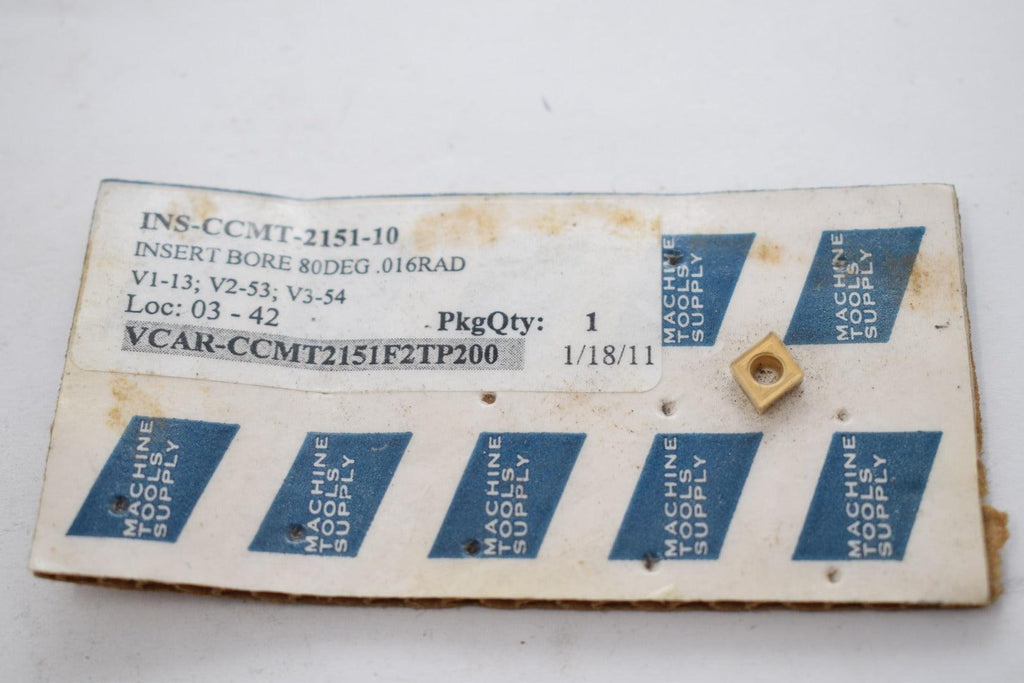 INS-CCMT-2151-10
INSERT BORE 80DEG .016RAD
V1-13; V2-53; V3-54
Loc: 03 - 42
PkgQty: 1
VCAR-CCMT2151F2TP200
1/18/11
MACHINE
TOOLS
SUPPLY
MACHINE
TOOLS
SUPPLY
MACHINE
TOOLS
SUPPLY
MACHINE
TOOLS
SUPPLY
MACHINE
TOOLS
SUPPLY
MACHINE
TOOLS
SUPPLY
MACHINE
TOOLS
SUPPLY